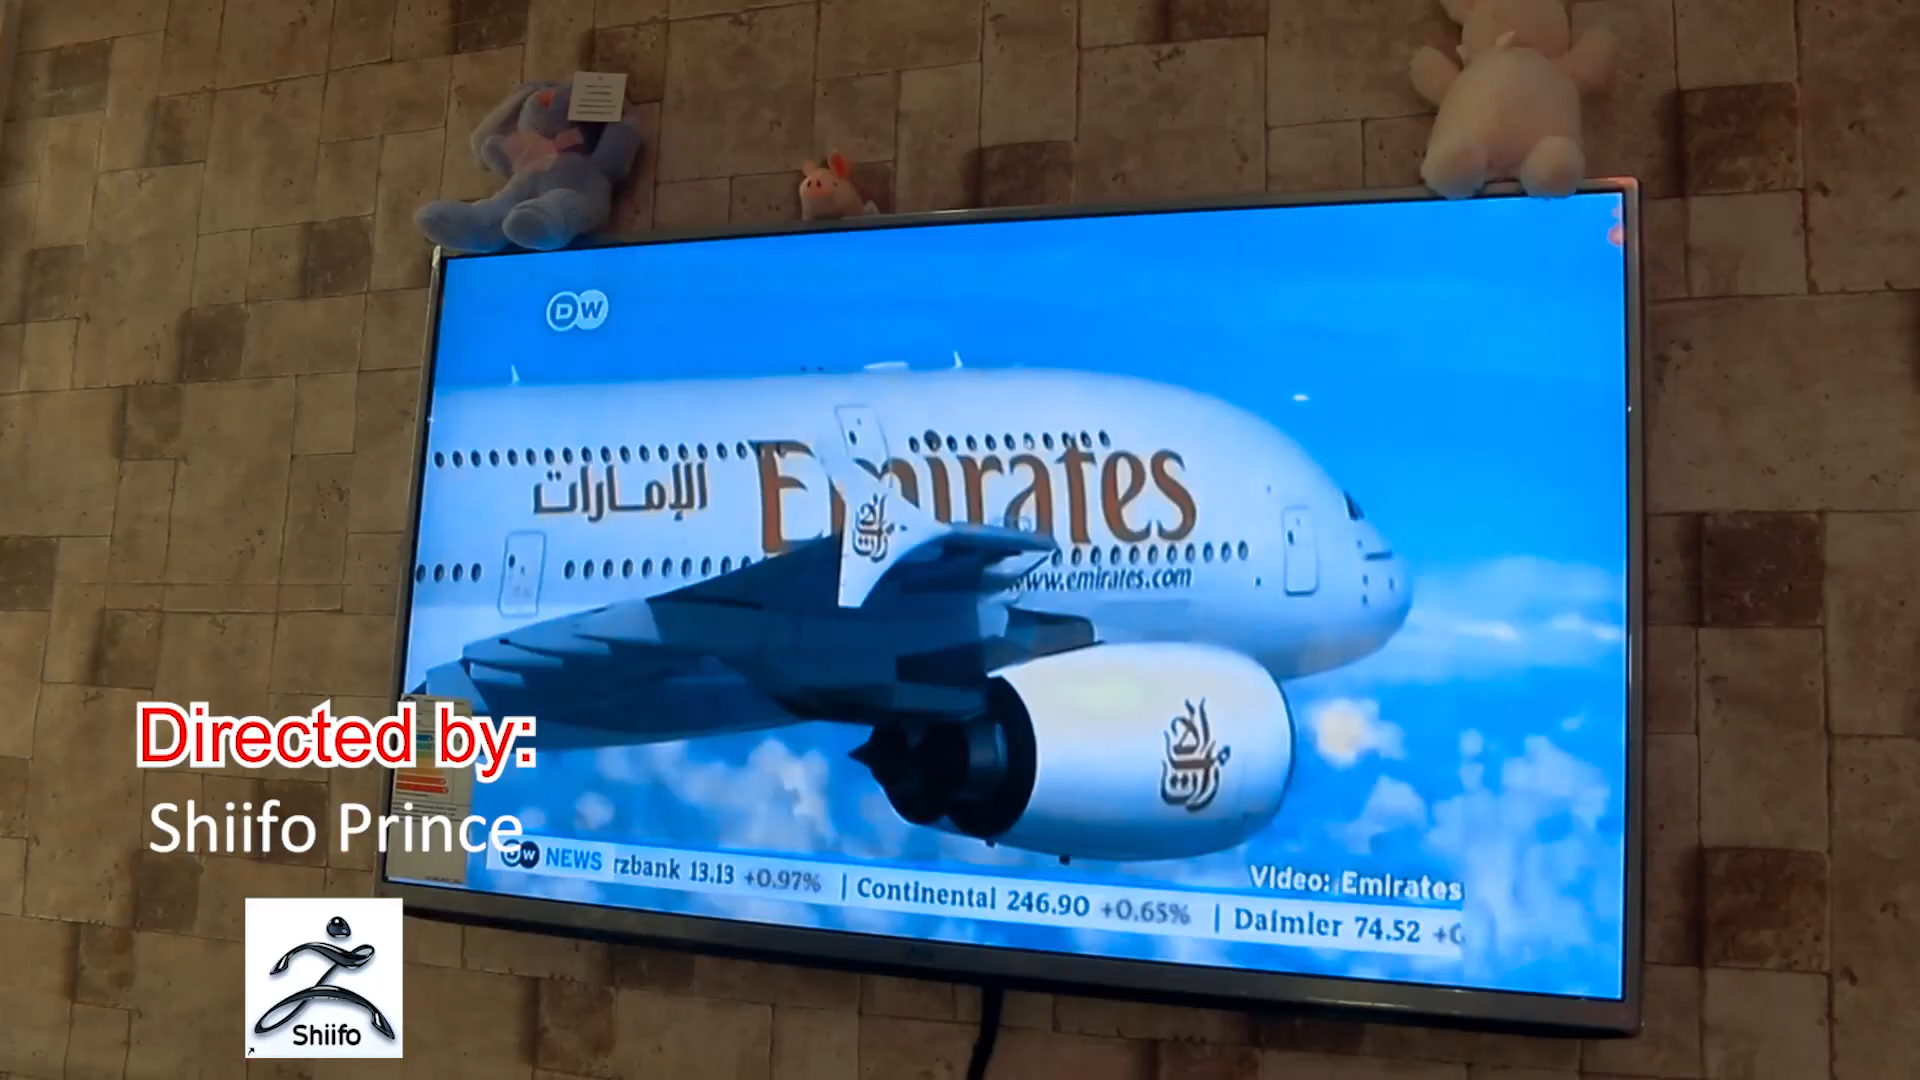 DW
الإمارات
Emirates
www.emirates.com
Directed by:
Shiifo Prince
DW NEWS rzbank 13.13 +0.97% | Continental 246.90 +0.65% | Daimler 74.52 +0
Video: Emirates
Shiifo